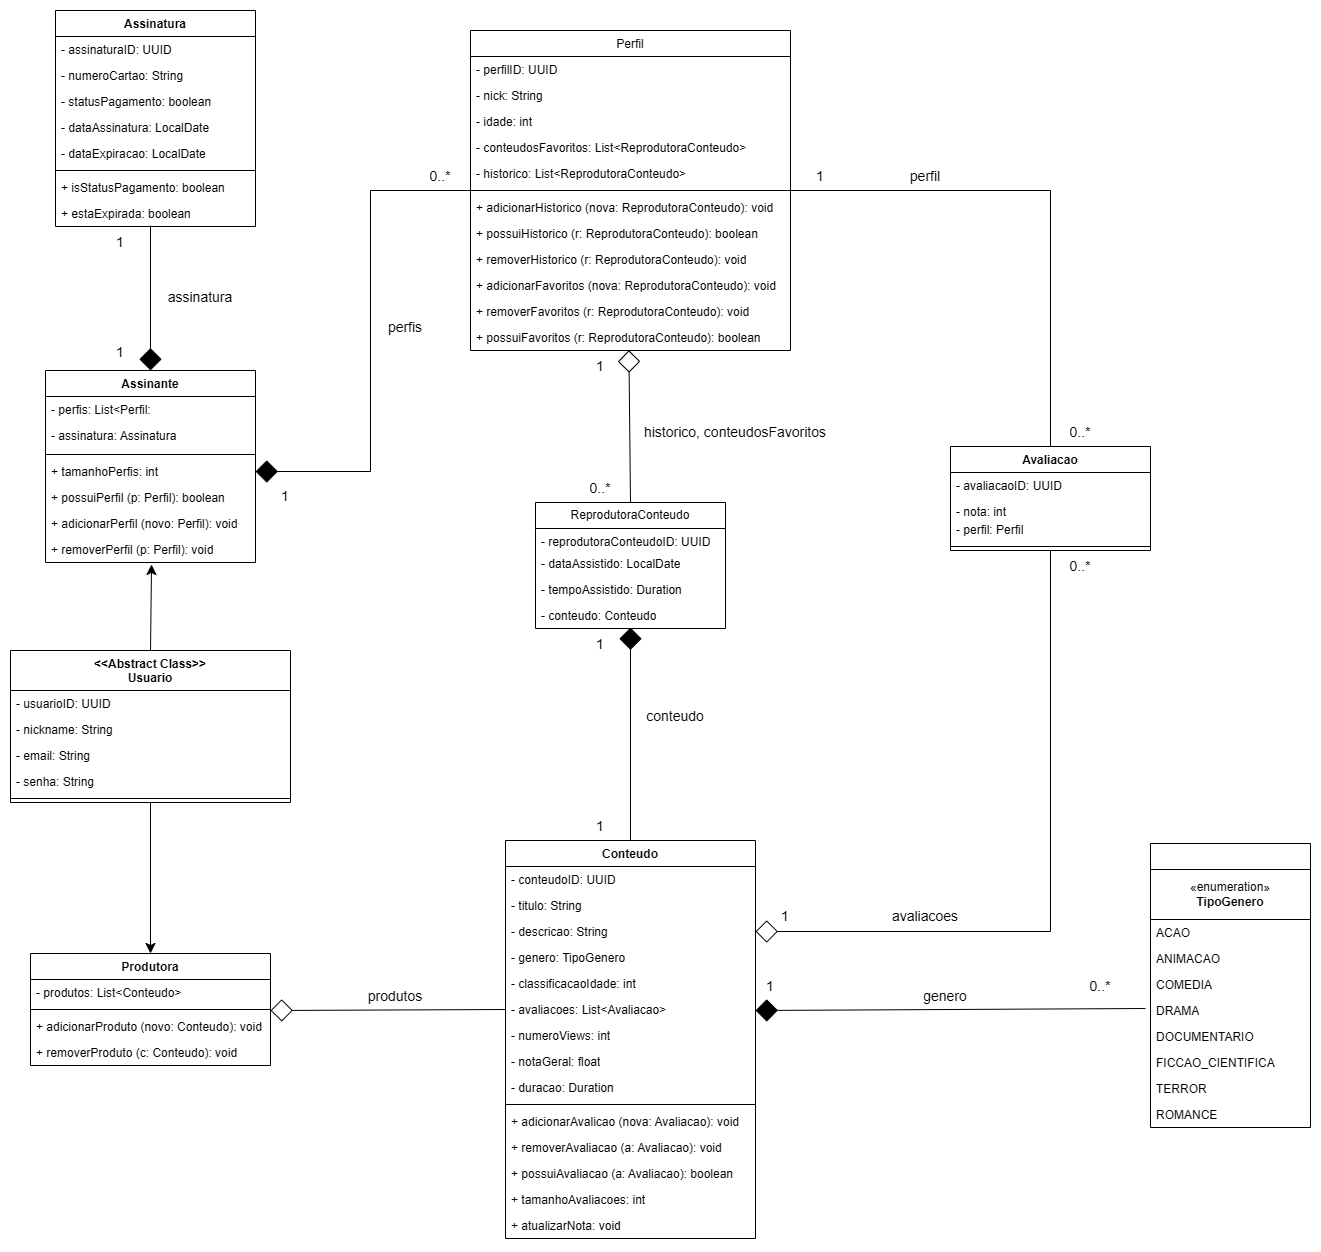 Assinatura
- assinaturaID: UUID
- numeroCartao: String
- statusPagamento: boolean
- dataAssinatura: LocalDate
- dataExpiracao: LocalDate
+ isStatusPagamento: boolean
+ estaExpirada: boolean
1
assinatura
1
Assinante
- perfis: List<Perfil:
- assinatura: Assinatura
+ tamanhoPerfis: int
+ possuiPerfil (p: Perfil): boolean
+ adicionarPerfil (novo: Perfil): void
+ removerPerfil (p: Perfil): void
1
perfis
0..*
Perfil
- perfilID: UUID
- nick: String
- idade: int
- conteudosFavoritos: List<ReprodutoraConteudo>
- historico: List<ReprodutoraConteudo>
+ adicionarHistorico (nova: ReprodutoraConteudo): void
+ possuiHistorico (r: ReprodutoraConteudo): boolean
+ removerHistorico (r: ReprodutoraConteudo): void
+ adicionarFavoritos (nova: ReprodutoraConteudo): void
+ removerFavoritos (r: ReprodutoraConteudo): void
+ possuiFavoritos (r: ReprodutoraConteudo): boolean
1
perfil
0..*
1
historico, conteudosFavoritos
0..*
Avaliacao
- avaliacaoID: UUID
- nota: int
- perfil: Perfil
0..*
ReprodutoraConteudo
- reprodutoraConteudoID: UUID
- dataAssistido: LocalDate
- tempoAssistido: Duration
- conteudo: Conteudo
1
conteudo
1
<<Abstract Class>>
Usuario
- usuarioID: UUID
- nickname: String
- email: String
- senha: String
Produtora
- produtos: List<Conteudo>
+ adicionarProduto (novo: Conteudo): void
+ removerProduto (c: Conteudo): void
produtos
Conteudo
- conteudoID: UUID
- titulo: String
- descricao: String
- genero: TipoGenero
- classificacaoIdade: int
- avaliacoes: List<Avaliacao>
- numeroViews: int
- notaGeral: float
- duracao: Duration
+ adicionarAvalicao (nova: Avaliacao): void
+ removerAvaliacao (a: Avaliacao): void
+ possuiAvaliacao (a: Avaliacao): boolean
+ tamanhoAvaliacoes: int
+ atualizarNota: void
1
avaliacoes
1
genero
0..*
«enumeration»
TipoGenero
ACAO
ANIMACAO
COMEDIA
DRAMA
DOCUMENTARIO
FICCAO_CIENTIFICA
TERROR
ROMANCE